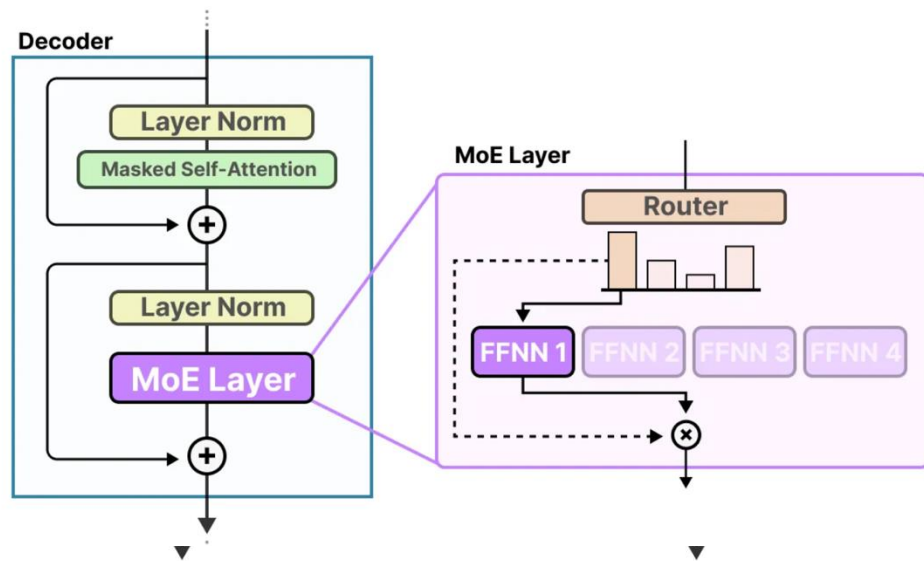 Decoder
Layer Norm
Masked Self-Attention
Layer Norm
MoE Layer
MoE Layer
Router
FFNN 1
FFNN 2
FFNN 3
FFNN 4